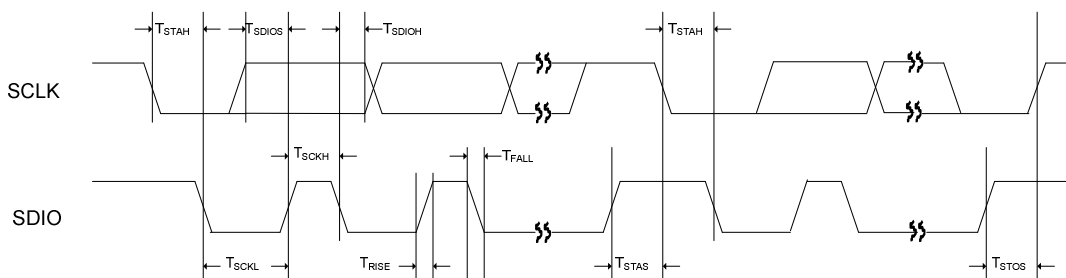 TSTAH TSDIOS TSDIOH TSTAH
SCLK
TSCKH TFALL
SDIO
TSCKL TRISE TSTAS TSTOS